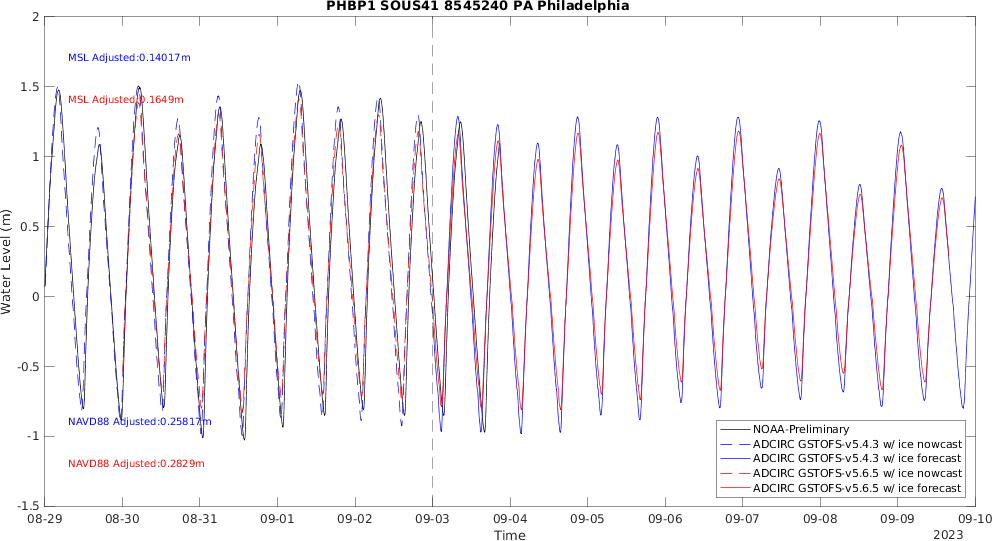 PHBP1 SOUS41 8545240 PA Philadelphia
2
MSL Adjusted:0.14017m
1.5
MSL Adjusted:0.1649m
1
0.5
Water Level (m)
0
-0.5
NAVD88 Adjusted:0.25817m
-1
NAVD88 Adjusted:0.2829m
-1.5
NOAA-Preliminary
ADCIRC GSTOFS-v5.4.3 w/ ice nowcast
ADCIRC GSTOFS-v5.4.3 w/ ice forecast
ADCIRC GSTOFS-v5.6.5 w/ ice nowcast
ADCIRC GSTOFS-v5.6.5 w/ ice forecast
08-29 08-30 08-31 09-01 09-02 09-03 09-04 09-05 09-06 09-07 09-08 09-09 09-10
Time
2023